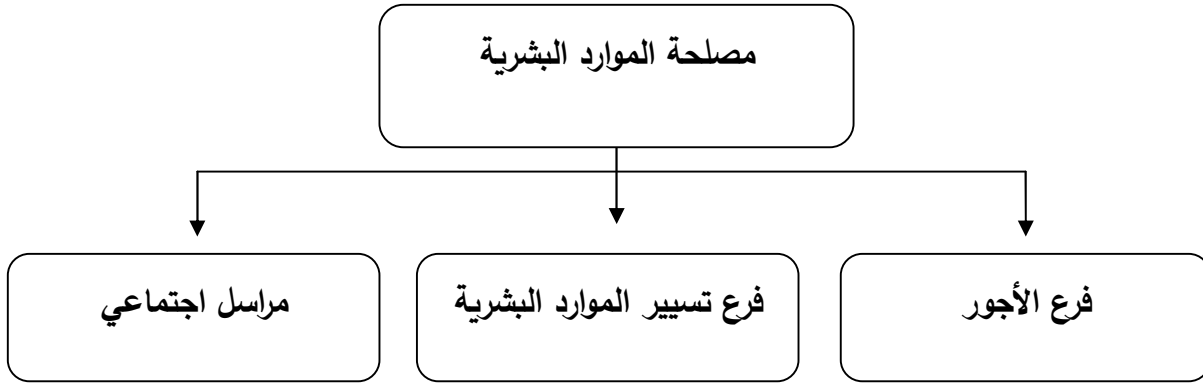 مصلحة الموارد البشرية
فرع الأجور
فرع تسيير الموارد البشرية
مراسل اجتماعي